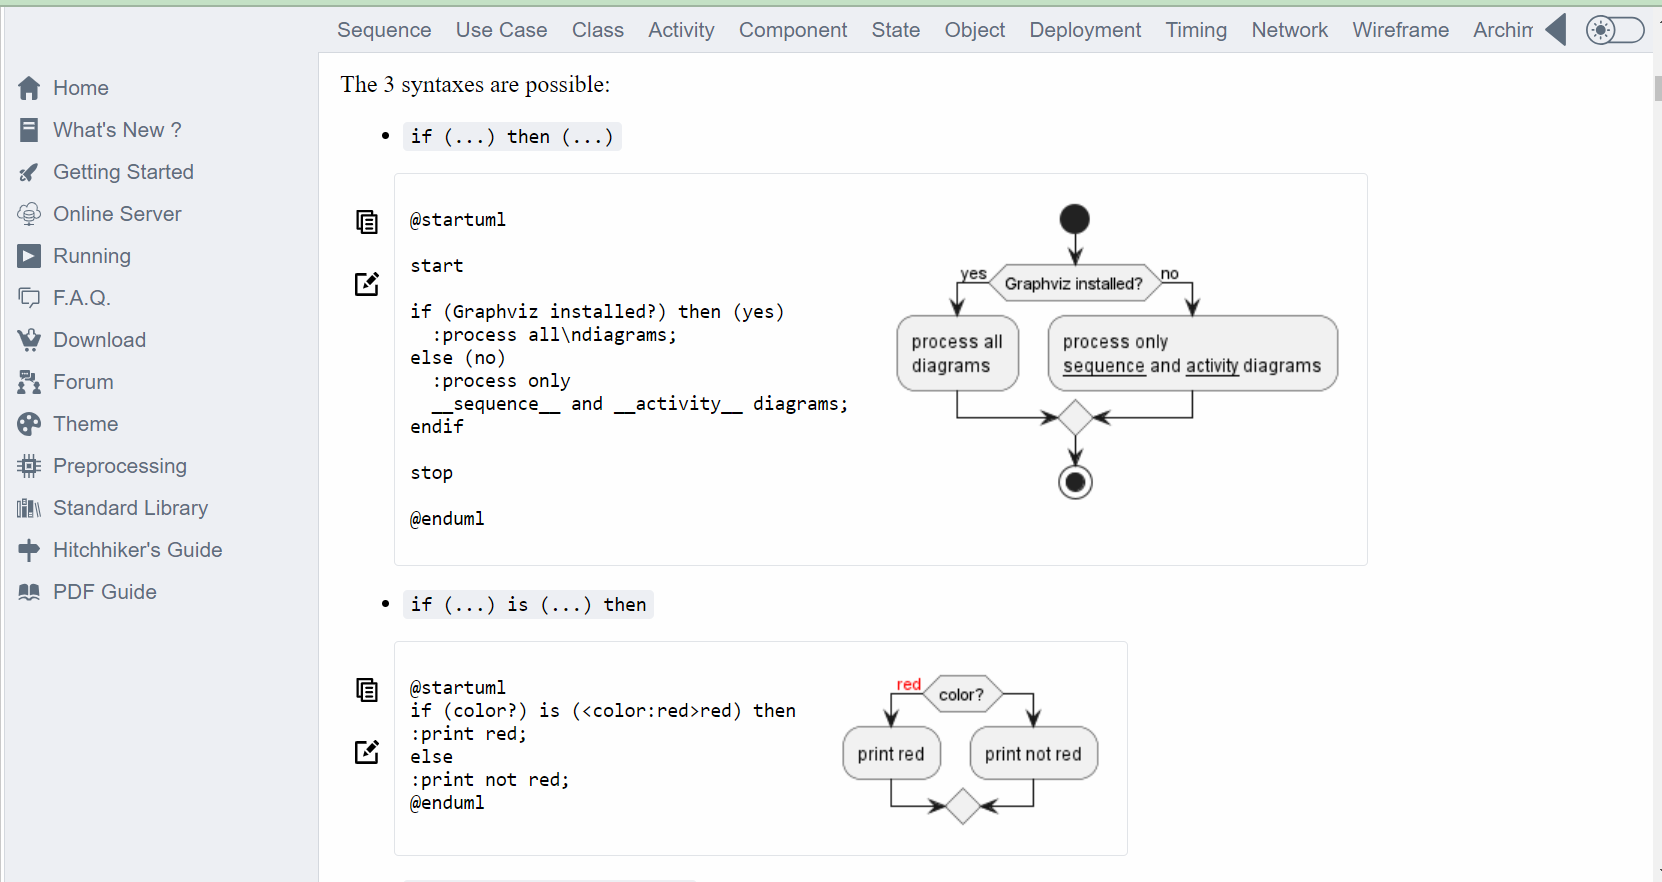 Sequence Use Case Class Activity Component State Object Deployment Timing Network Wireframe Archim
Home
What's New ?
Getting Started
Online Server
Running
F.A.Q.
Download
Forum
Theme
Preprocessing
Standard Library
Hitchhiker's Guide
PDF Guide
The 3 syntaxes are possible:
if (...) then (...)
@startuml
start
if (Graphviz installed?) then (yes)
:process all\ndiagrams;
else (no)
:process only
__sequence__ and __activity__ diagrams;
endif
stop
@enduml
yes
Graphviz installed?
no
process all
diagrams
process only
sequence and activity diagrams
if (...) is (...) then
@startuml
if (color?) is (<color:red>red) then
:print red;
else
:print not red;
@enduml
red
color?
print red
print not red